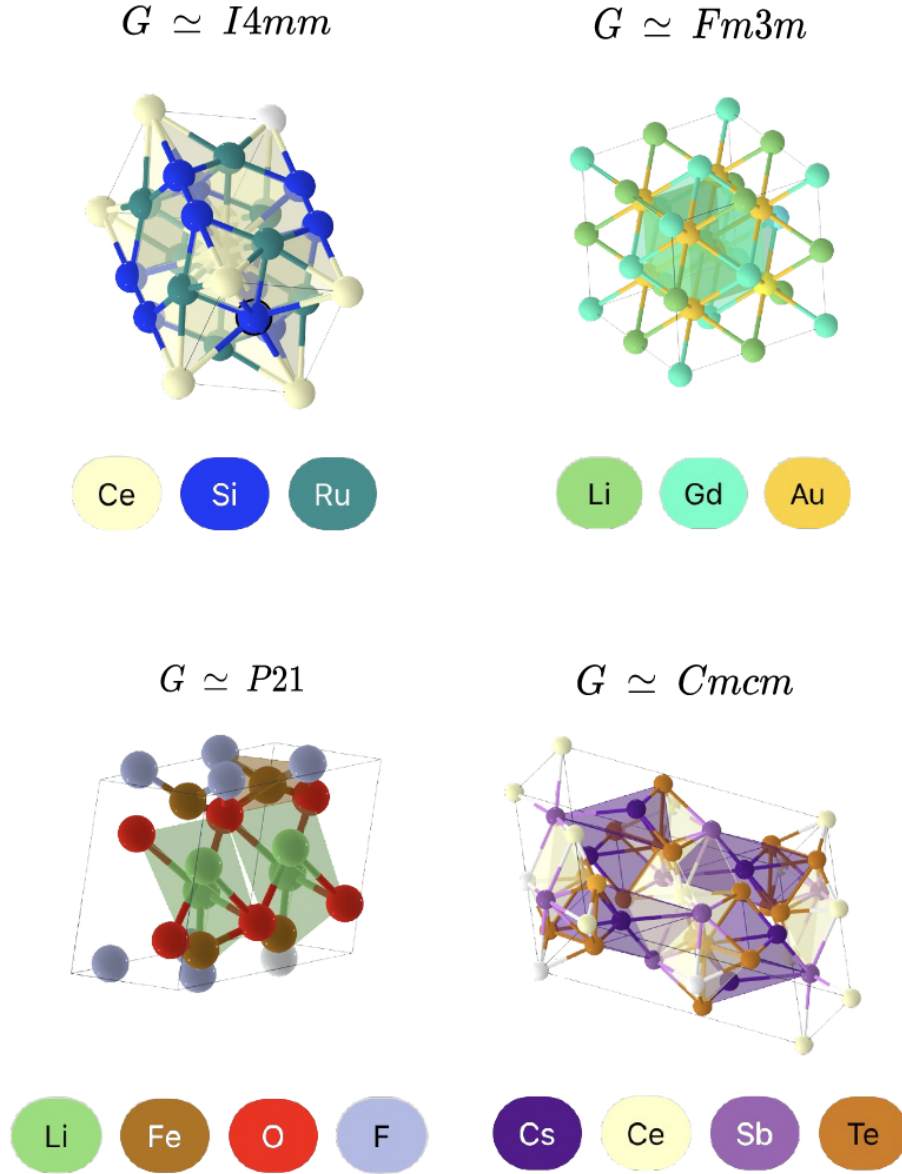 G ≃ I4mm
G ≃ Fm3m
Ce Si Ru
Li Gd Au
G ≃ P21
G ≃ Cmcm
Li Fe O F
Cs Ce Sb Te